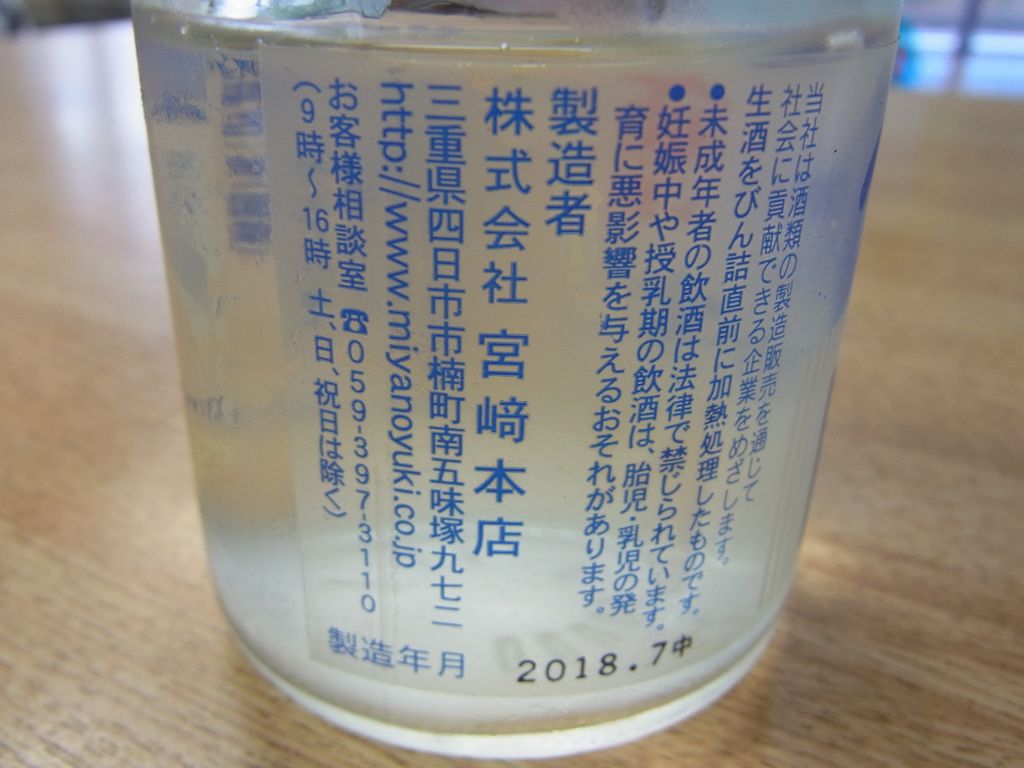 当社は酒類の製造販売を通じて
社会に貢献できる企業をめざします。
生酒をびん詰直前に加熱処理したものです。
●未成年者の飲酒は法律で禁じられています。
●妊娠中や授乳期の飲酒は、胎児・乳児の発
育に悪影響を与えるおそれがあります。
製造者
株式会社 宮﨑本店
三重県四日市市楠町南五味塚九七二
http://www.miyanoyuki.co.jp
お客様相談室 ☎059-397-3110
(9時〜16時 土、日、祝日は除く)
製造年月 2018.7中